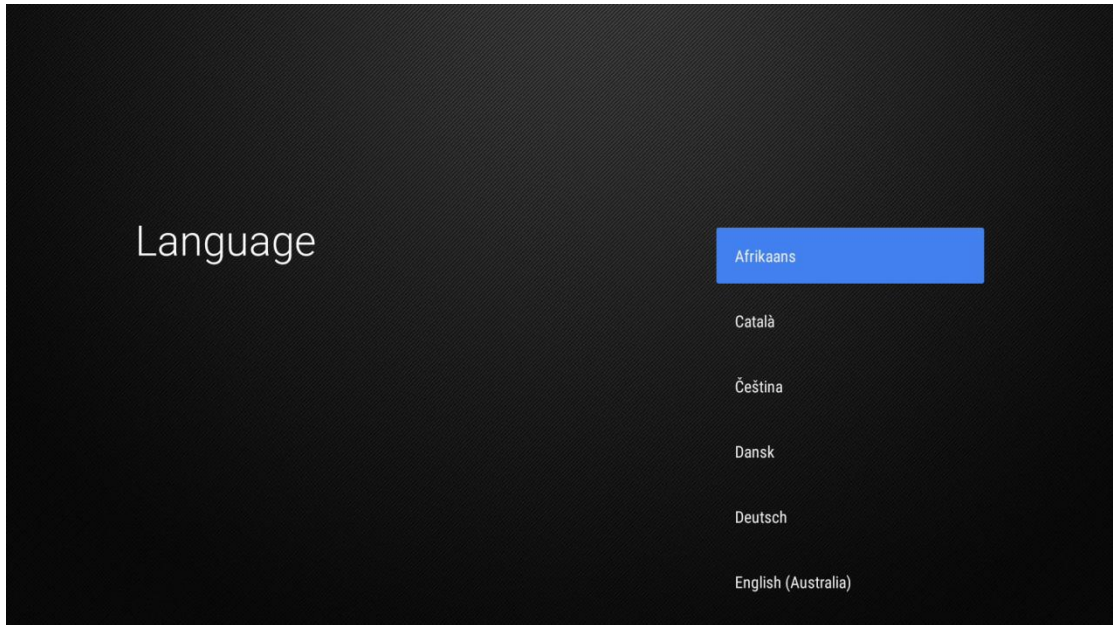 Language
Afrikaans
Català
Čeština
Dansk
Deutsch
English (Australia)